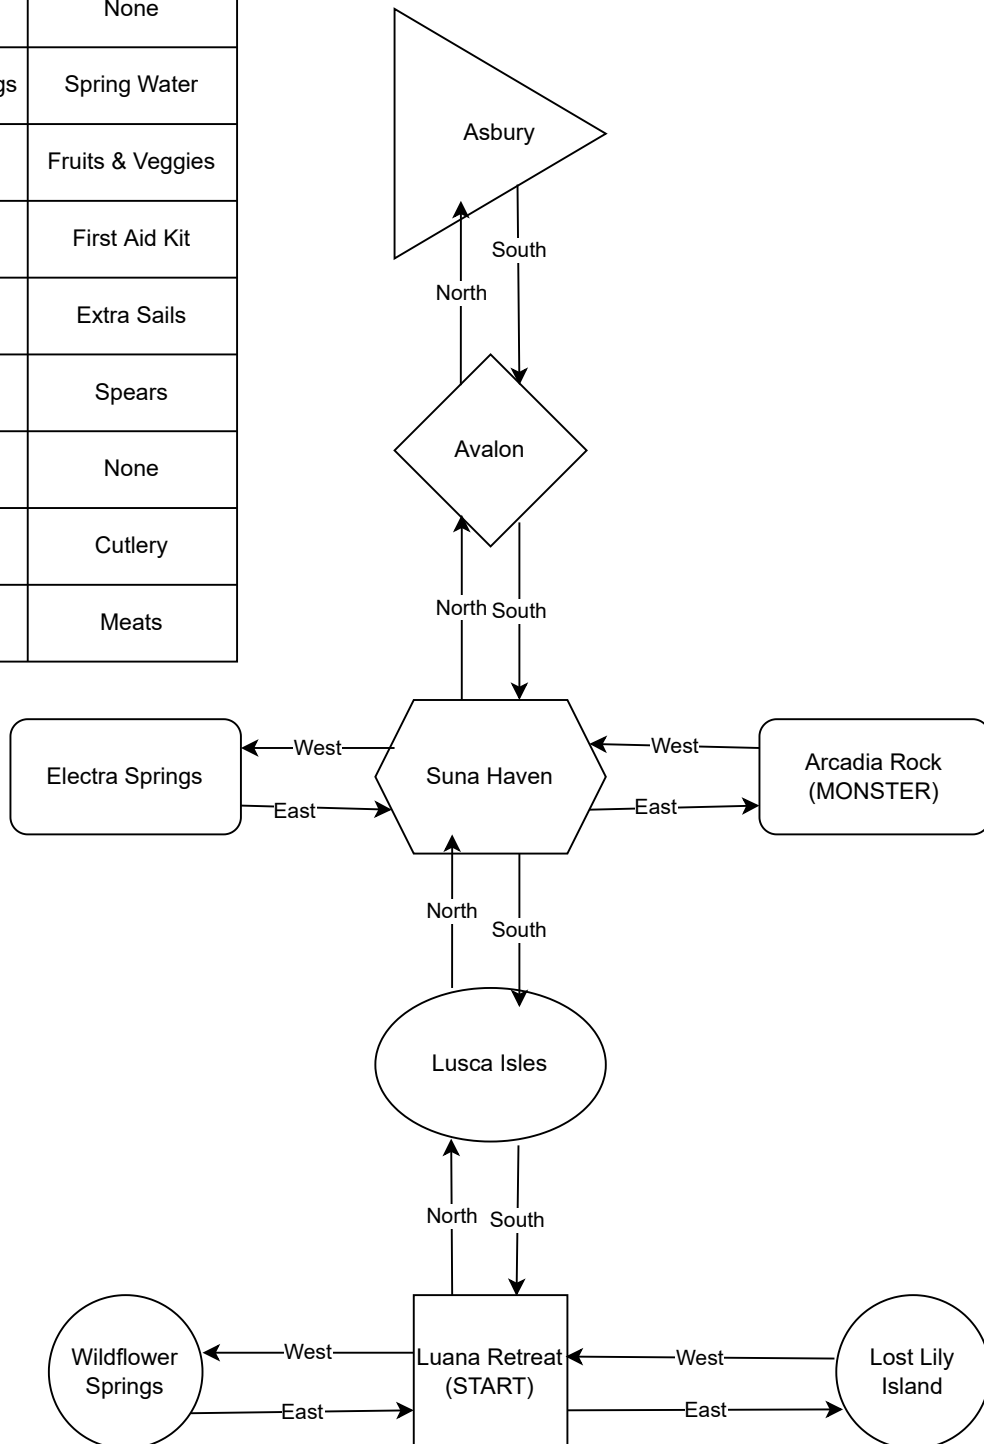 None
gs
Spring Water
Fruits & Veggies
First Aid Kit
Extra Sails
Spears
None
Cutlery
Meats
Asbury
South
North
Avalon
North
South
Electra Springs
West
East
Suna Haven
West
East
Arcadia Rock
(MONSTER)
North
South
Lusca Isles
North
South
Wildflower
Springs
West
East
Luana Retreat
(START)
West
East
Lost Lily
Island